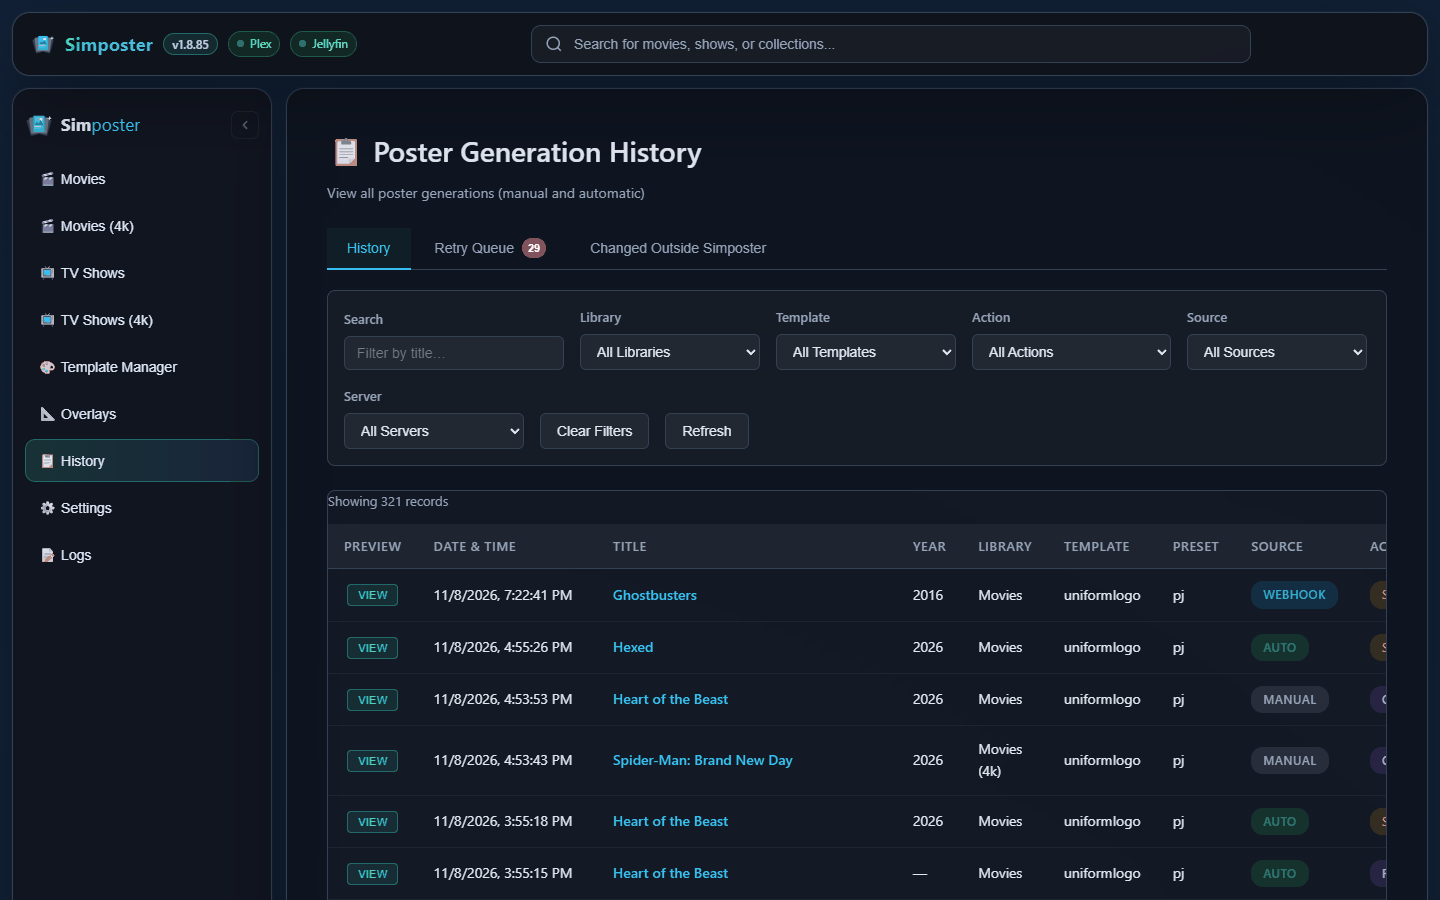 Simposter v1.8.85 Plex Jellyfin
Search for movies, shows, or collections...
Simposter
Movies
Movies (4k)
TV Shows
TV Shows (4k)
Template Manager
Overlays
History
Settings
Logs
Poster Generation History
View all poster generations (manual and automatic)
History Retry Queue 29 Changed Outside Simposter
Search Library Template Action Source
Filter by title... All Libraries All Templates All Actions All Sources
Server
All Servers Clear Filters Refresh
Showing 321 records
PREVIEW DATE & TIME TITLE YEAR LIBRARY TEMPLATE PRESET SOURCE AC
VIEW 11/8/2026, 7:22:41 PM Ghostbusters 2016 Movies uniformlogo pj WEBHOOK
VIEW 11/8/2026, 4:55:26 PM Hexed 2026 Movies uniformlogo pj AUTO
VIEW 11/8/2026, 4:53:53 PM Heart of the Beast 2026 Movies uniformlogo pj MANUAL
VIEW 11/8/2026, 4:53:43 PM Spider-Man: Brand New Day 2026 Movies (4k) uniformlogo pj MANUAL
VIEW 11/8/2026, 3:55:18 PM Heart of the Beast 2026 Movies uniformlogo pj AUTO
VIEW 11/8/2026, 3:55:15 PM Heart of the Beast — Movies uniformlogo pj AUTO